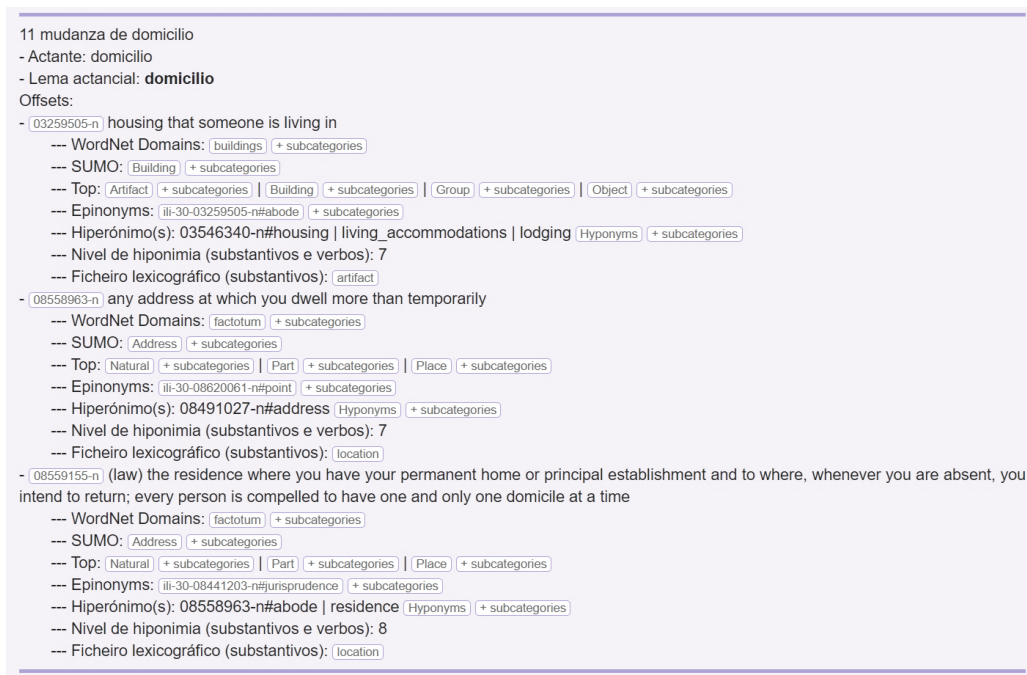 11 mudanza de domicilio
- Actante: domicilio
- Lema actancial: domicilio
Offsets:
- 03259505-n housing that someone is living in
--- WordNet Domains: buildings + subcategories
--- SUMO: Building + subcategories
--- Top: Artifact + subcategories | Building + subcategories | Group + subcategories | Object + subcategories
--- Epinonyms: ili-30-03259505-n#abode + subcategories
--- Hiperónimo(s): 03546340-n#housing | living_accommodations | lodging Hyponyms + subcategories
--- Nivel de hiponimia (substantivos e verbos): 7
--- Ficheiro lexicográfico (substantivos): artifact
- 08558963-n any address at which you dwell more than temporarily
--- WordNet Domains: factotum + subcategories
--- SUMO: Address + subcategories
--- Top: Natural + subcategories | Part + subcategories | Place + subcategories
--- Epinonyms: ili-30-08620061-n#point + subcategories
--- Hiperónimo(s): 08491027-n#address Hyponyms + subcategories
--- Nivel de hiponimia (substantivos e verbos): 7
--- Ficheiro lexicográfico (substantivos): location
- 08559155-n (law) the residence where you have your permanent home or principal establishment and to where, whenever you are absent, you
intend to return; every person is compelled to have one and only one domicile at a time
--- WordNet Domains: factotum + subcategories
--- SUMO: Address + subcategories
--- Top: Natural + subcategories | Part + subcategories | Place + subcategories
--- Epinonyms: ili-30-08441203-n#jurisprudence + subcategories
--- Hiperónimo(s): 08558963-n#abode | residence Hyponyms + subcategories
--- Nivel de hiponimia (substantivos e verbos): 8
--- Ficheiro lexicográfico (substantivos): location